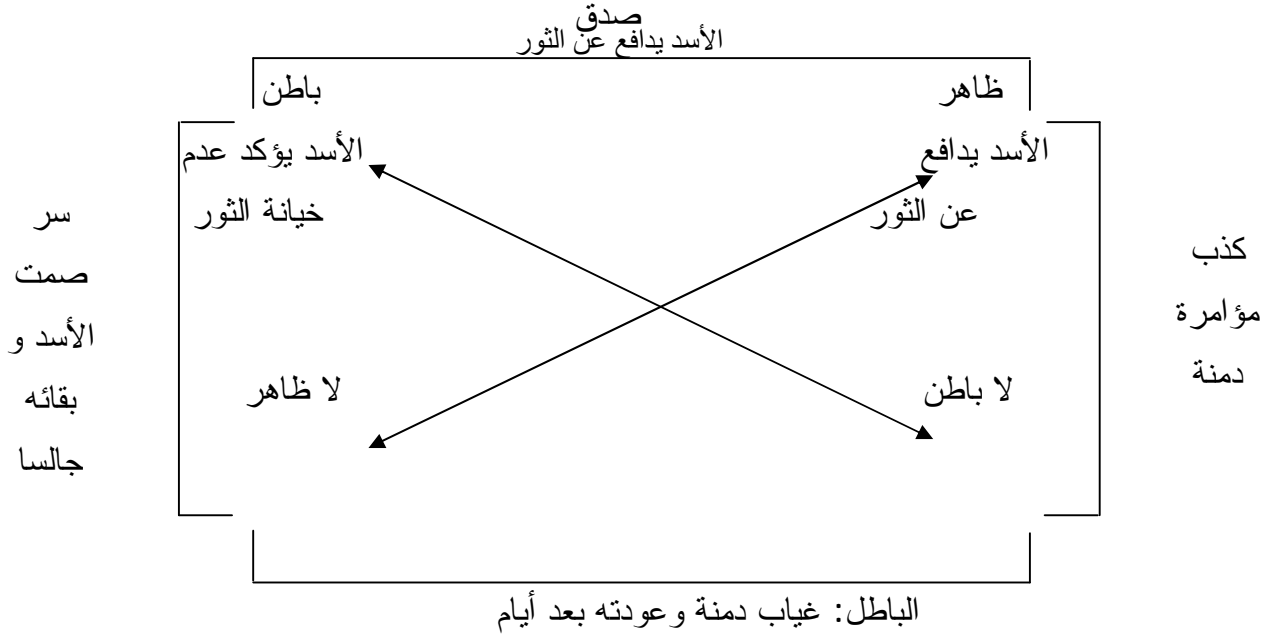 صدق
الأسد يدافع عن الثور
ظاهر
باطن
الأسد يدافع
عن الثور
الأسد يؤكد عدم
خيانة الثور
كذب
مؤامرة
دمنة
سر
صمت
الأسد و
بقائه
جالسا
لا باطن
لا ظاهر
الباطل: غياب دمنة وعودته بعد أيام